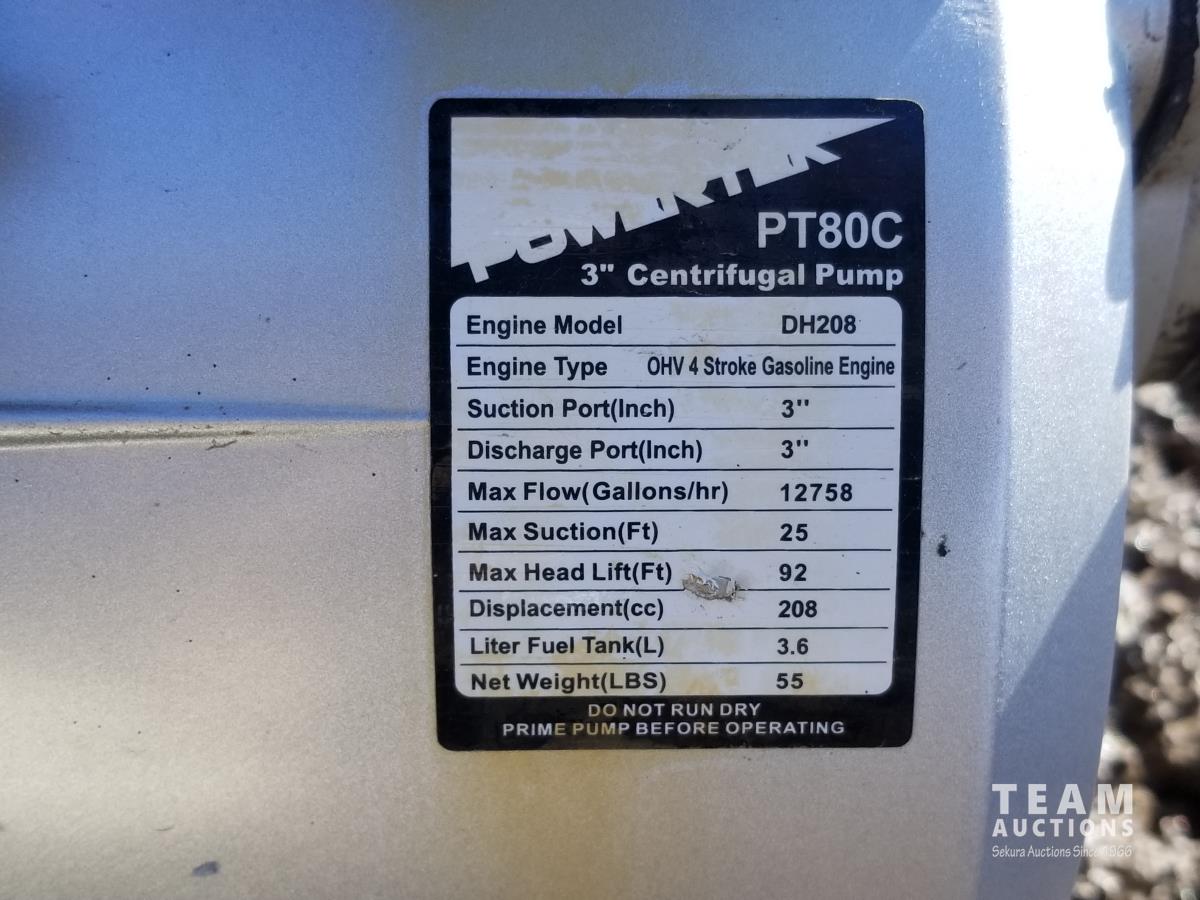 POWERTEK
PT80C
3" Centrifugal Pump
Engine Model DH208
Engine Type OHV 4 Stroke Gasoline Engine
Suction Port(Inch) 3''
Discharge Port(Inch) 3''
Max Flow(Gallons/hr) 12758
Max Suction(Ft) 25
Max Head Lift(Ft) 92
Displacement(cc) 208
Liter Fuel Tank(L) 3.6
Net Weight(LBS) 55
DO NOT RUN DRY
PRIME PUMP BEFORE OPERATING
TEAM
AUCTIONS
Sekura Auctions Since 1966